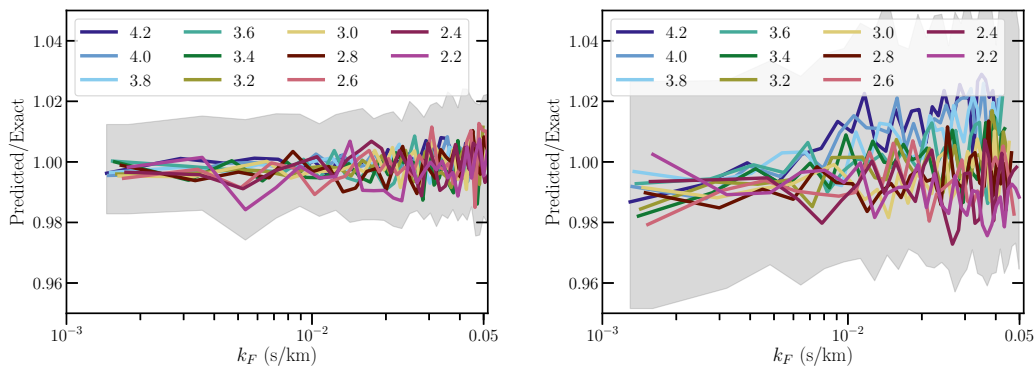 1.04
1.02
1.00
0.98
0.96
Predicted/Exact
4.2 3.6 3.0 2.4
4.0 3.4 2.8 2.2
3.8 3.2 2.6
10⁻³ 10⁻² 0.05
k_F (s/km)
1.04
1.02
1.00
0.98
0.96
Predicted/Exact
4.2 3.6 3.0 2.4
4.0 3.4 2.8 2.2
3.8 3.2 2.6
10⁻³ 10⁻² 0.05
k_F (s/km)